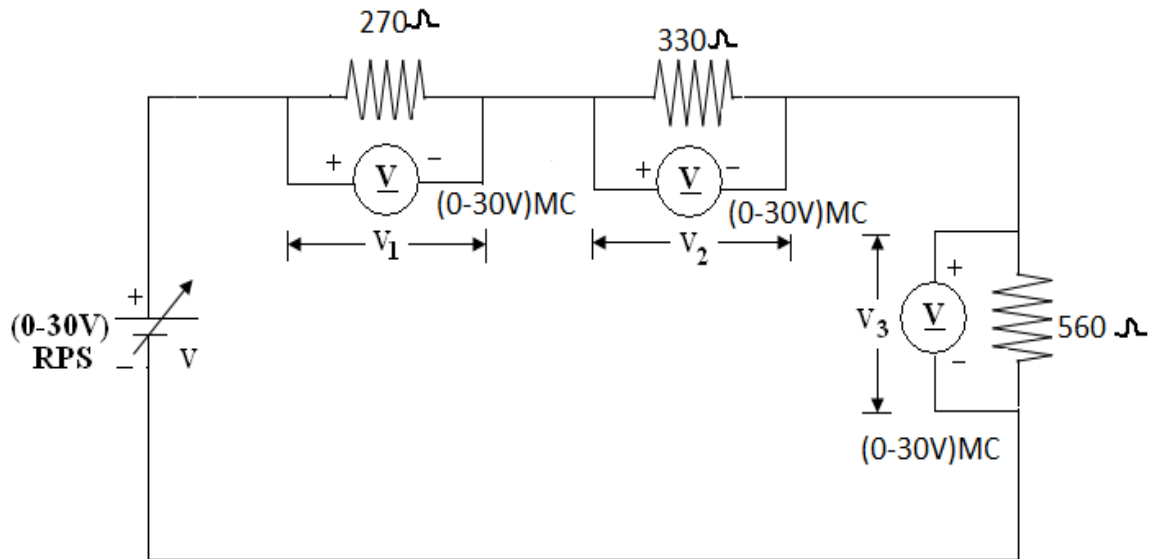 270Ω
330Ω
+ V −
(0-30V)MC
+ V −
(0-30V)MC
V1
V2
+
V
−
V3
560 Ω
(0-30V)MC
+
(0-30V)
RPS
− V